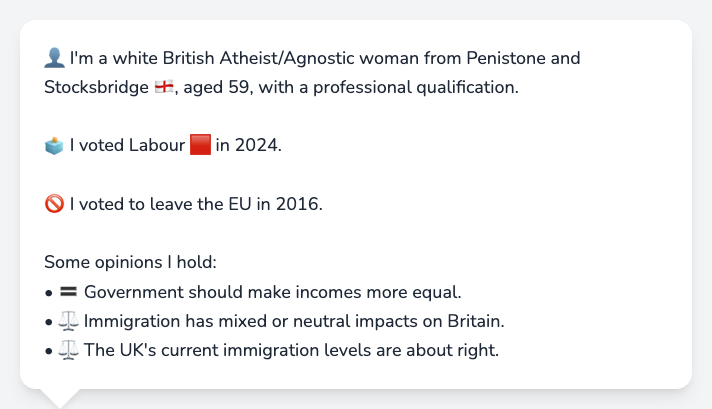 👤 I'm a white British Atheist/Agnostic woman from Penistone and
Stocksbridge 🏴󠁧󠁢󠁥󠁮󠁧󠁿, aged 59, with a professional qualification.
🗳️ I voted Labour 🟥 in 2024.
🚫 I voted to leave the EU in 2016.
Some opinions I hold:
• 🟰 Government should make incomes more equal.
• ⚖️ Immigration has mixed or neutral impacts on Britain.
• ⚖️ The UK's current immigration levels are about right.